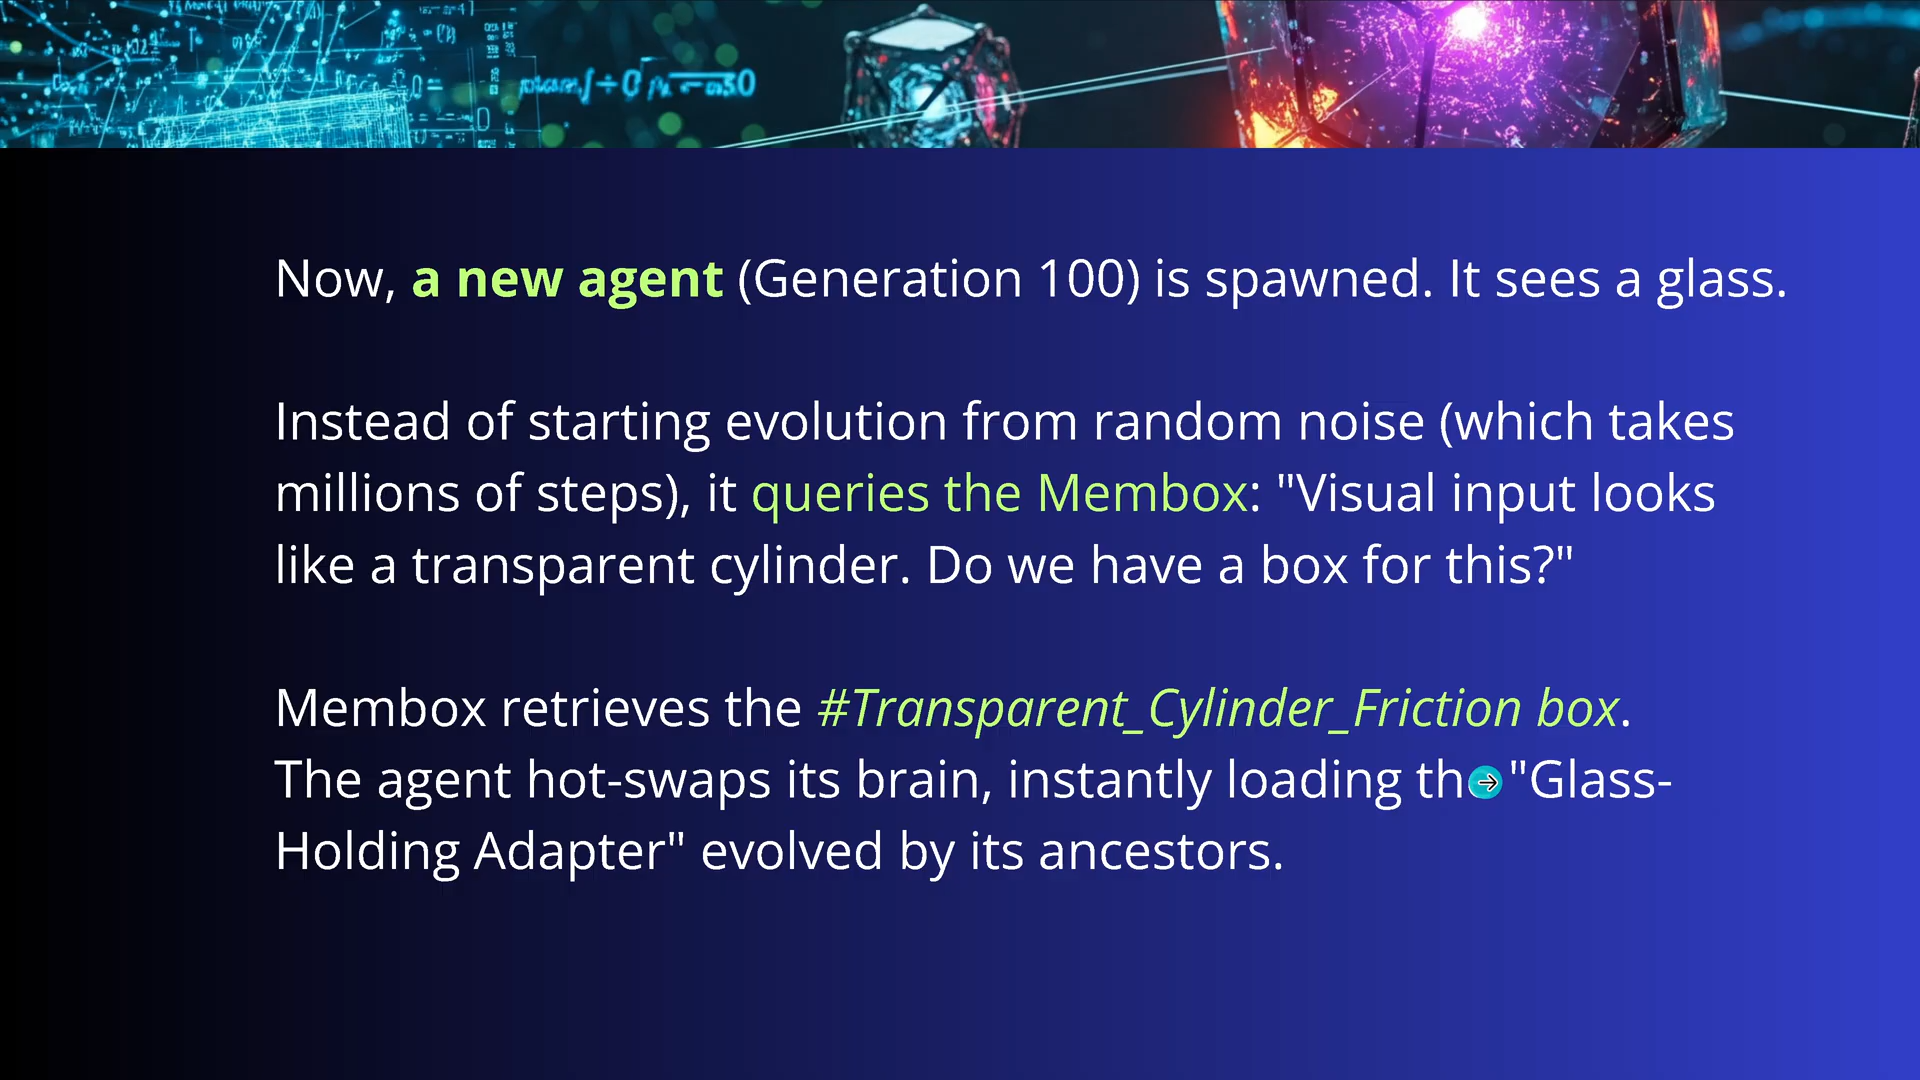 Now, a new agent (Generation 100) is spawned. It sees a glass.
Instead of starting evolution from random noise (which takes
millions of steps), it queries the Membox: "Visual input looks
like a transparent cylinder. Do we have a box for this?"
Membox retrieves the #Transparent_Cylinder_Friction box.
The agent hot-swaps its brain, instantly loading th "Glass-
Holding Adapter" evolved by its ancestors.